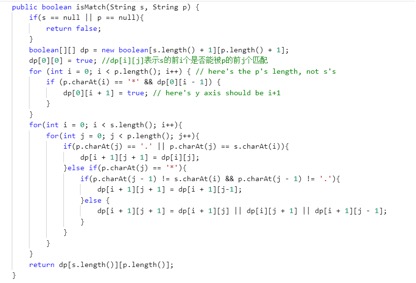 public boolean isMatch(String s, String p) {
    if(s == null || p == null){
        return false;
    }
    boolean[][] dp = new boolean[s.length() + 1][p.length() + 1];
    dp[0][0] = true; //dp[i][j]表示s的前i个是否能被p的前j个匹配
    for (int i = 0; i < p.length(); i++) { // here's the p's length, not s's
        if (p.charAt(i) == '*' && dp[0][i - 1]) {
            dp[0][i + 1] = true; // here's y axis should be i+1
        }
    }
    for(int i = 0; i < s.length(); i++){
        for(int j = 0; j < p.length(); j++){
            if(p.charAt(j) == '.' || p.charAt(j) == s.charAt(i)){
                dp[i + 1][j + 1] = dp[i][j];
            }else if(p.charAt(j) == '*'){
                if(p.charAt(j - 1) != s.charAt(i) && p.charAt(j - 1) != '.'){
                    dp[i + 1][j + 1] = dp[i + 1][j-1];
                }else {
                    dp[i + 1][j + 1] = dp[i + 1][j] || dp[i][j + 1] || dp[i + 1][j - 1];
                }
            }
        }
    }
    return dp[s.length()][p.length()];
}